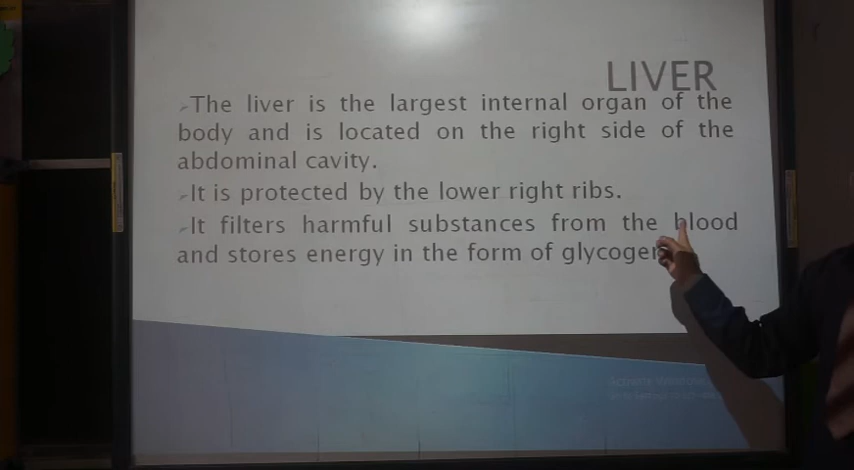 LIVER
➢The liver is the largest internal organ of the
body and is located on the right side of the
abdominal cavity.
➢It is protected by the lower right ribs.
➢It filters harmful substances from the blood
and stores energy in the form of glycogen
Activate Windows